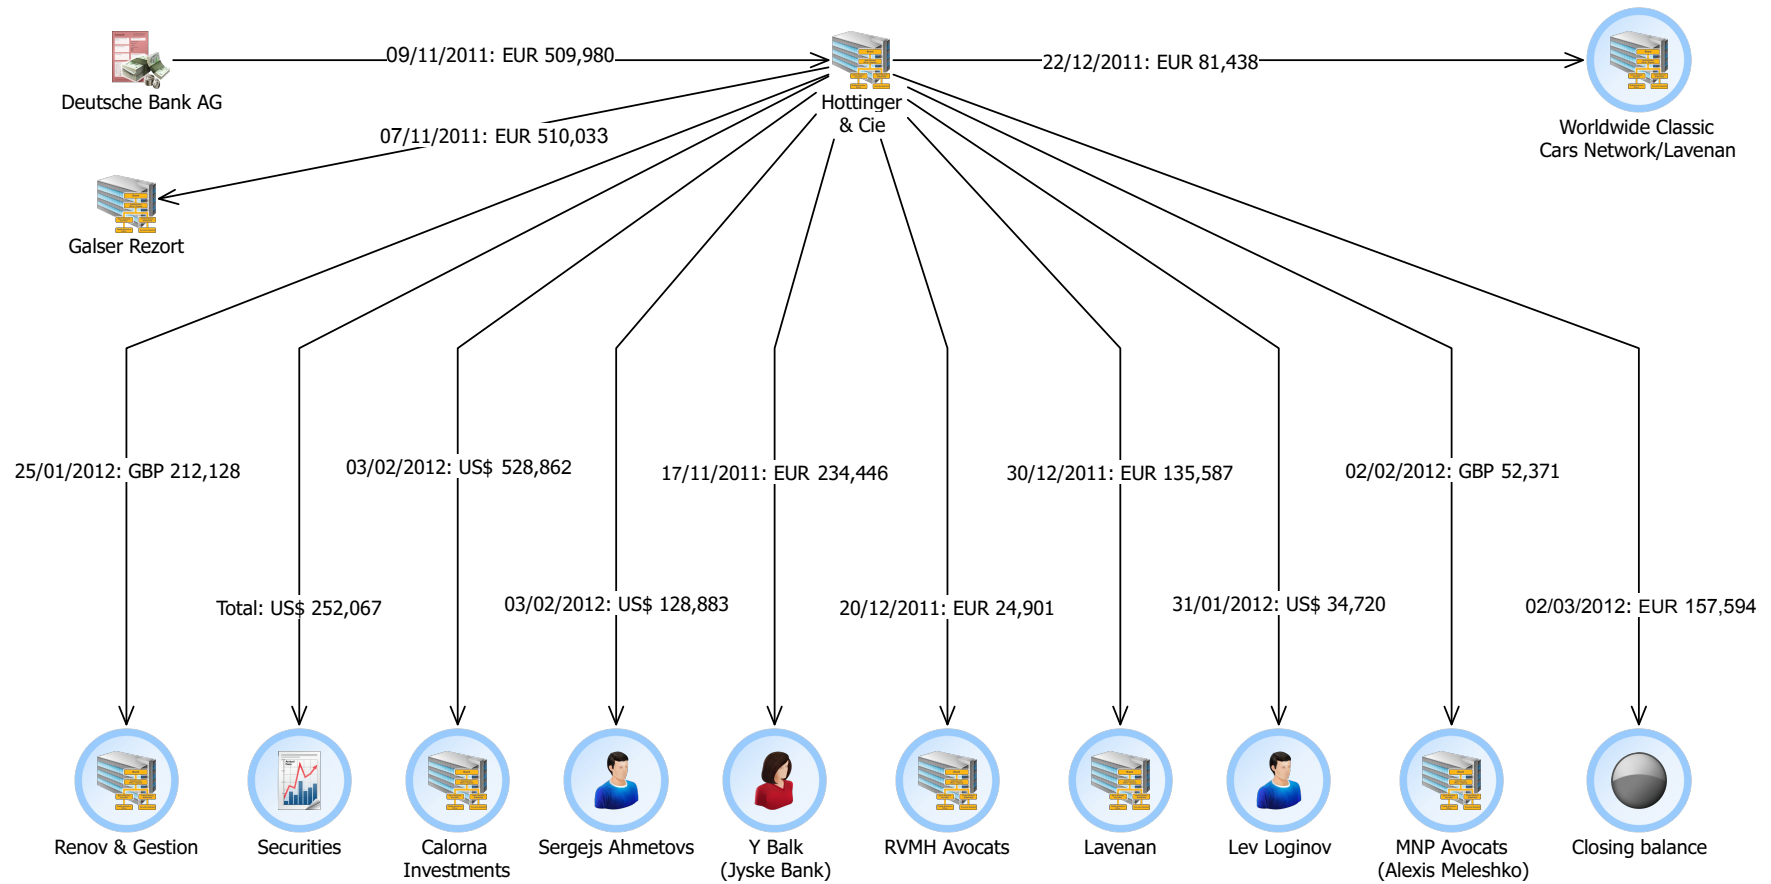 09/11/2011: EUR 509,980
22/12/2011: EUR 81,438
Deutsche Bank AG
Hottinger
& Cie
Worldwide Classic
Cars Network/Lavenan
07/11/2011: EUR 510,033
Galser Rezort
25/01/2012: GBP 212,128
03/02/2012: US$ 528,862
17/11/2011: EUR 234,446
30/12/2011: EUR 135,587
02/02/2012: GBP 52,371
Total: US$ 252,067
03/02/2012: US$ 128,883
20/12/2011: EUR 24,901
31/01/2012: US$ 34,720
02/03/2012: EUR 157,594
Renov & Gestion
Securities
Calorna
Investments
Sergejs Ahmetovs
Y Balk
(Jyske Bank)
RVMH Avocats
Lavenan
Lev Loginov
MNP Avocats
(Alexis Meleshko)
Closing balance